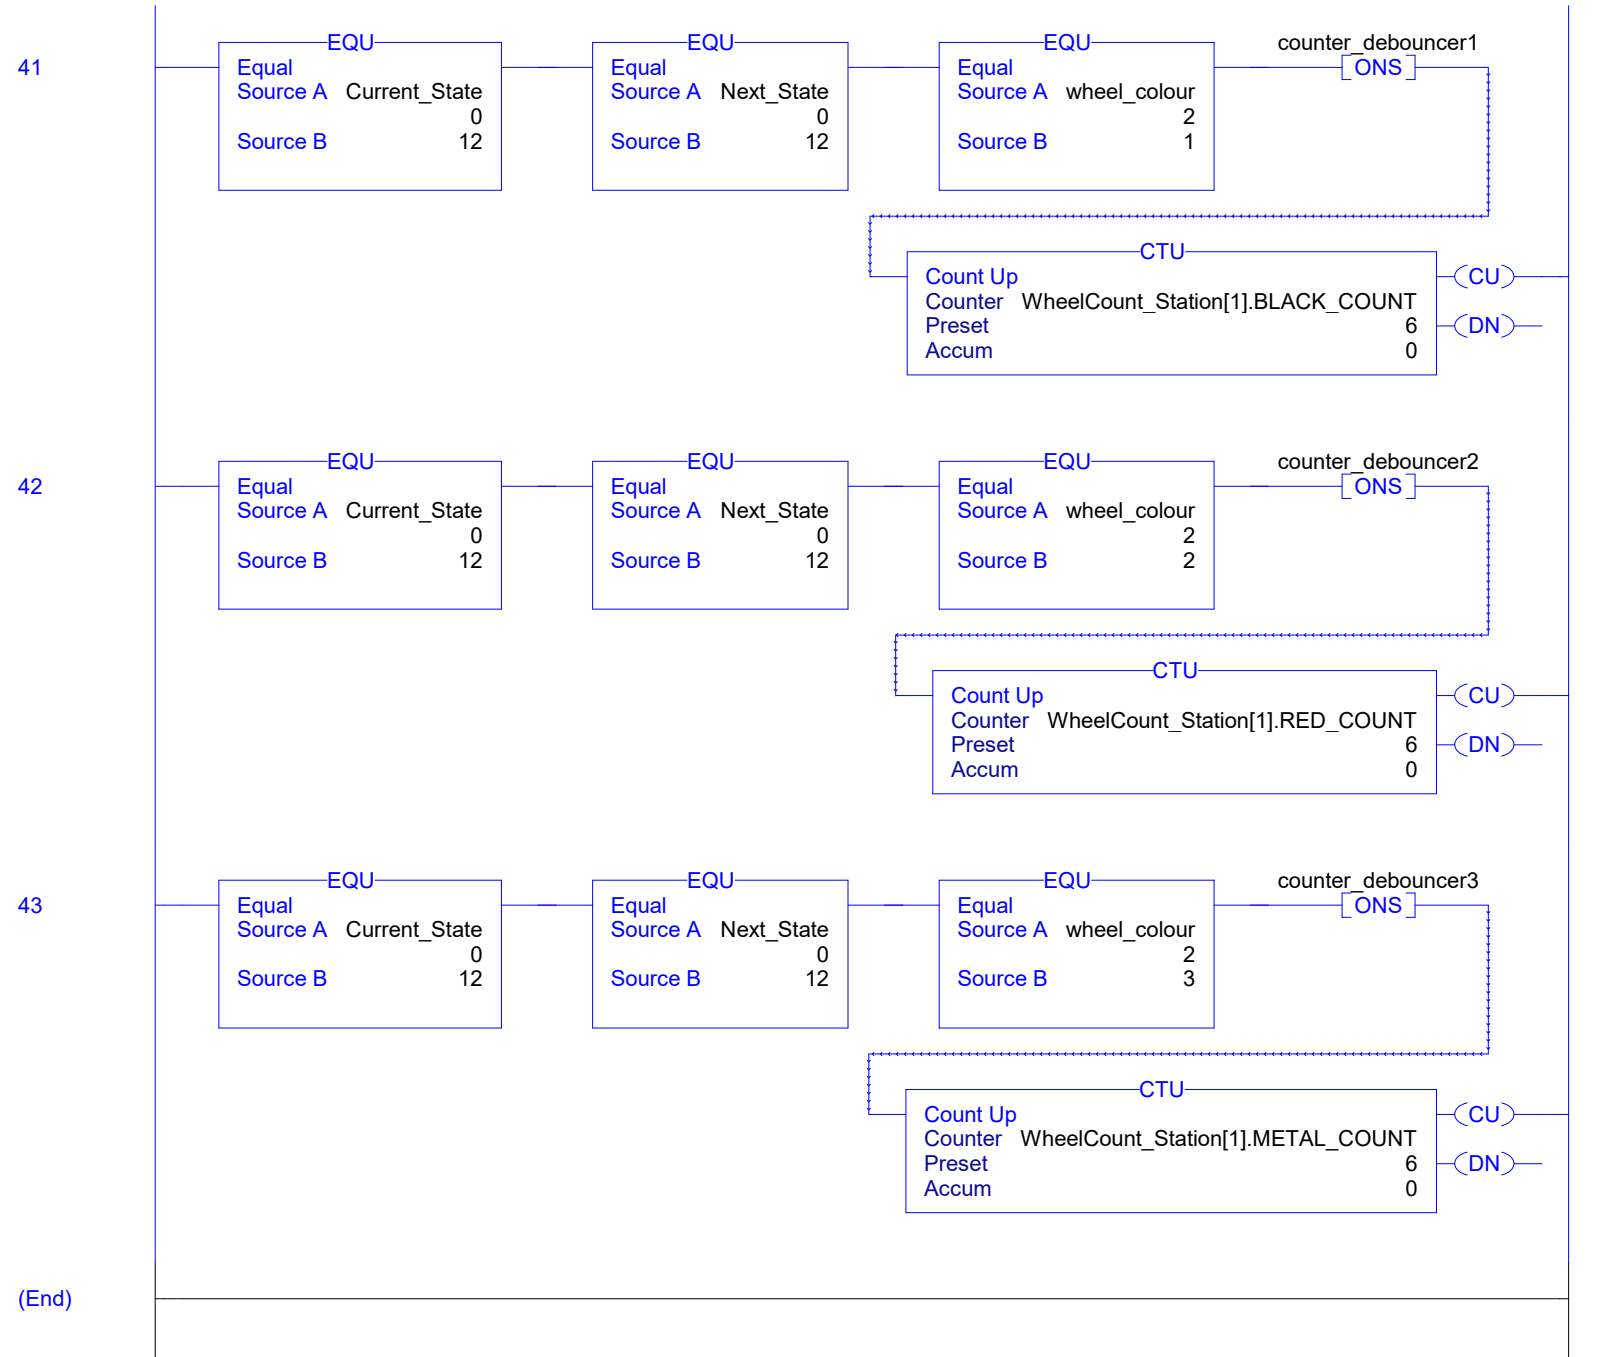 EQU EQU EQU counter_debouncer1
41 Equal Equal Equal ONS
Source A Current_State Source A Next_State Source A wheel_colour
0 0 2
Source B 12 Source B 12 Source B 1
CTU
Count Up CU
Counter WheelCount_Station[1].BLACK_COUNT
Preset 6 DN
Accum 0
EQU EQU EQU counter_debouncer2
42 Equal Equal Equal ONS
Source A Current_State Source A Next_State Source A wheel_colour
0 0 2
Source B 12 Source B 12 Source B 2
CTU
Count Up CU
Counter WheelCount_Station[1].RED_COUNT
Preset 6 DN
Accum 0
EQU EQU EQU counter_debouncer3
43 Equal Equal Equal ONS
Source A Current_State Source A Next_State Source A wheel_colour
0 0 2
Source B 12 Source B 12 Source B 3
CTU
Count Up CU
Counter WheelCount_Station[1].METAL_COUNT
Preset 6 DN
Accum 0
(End)